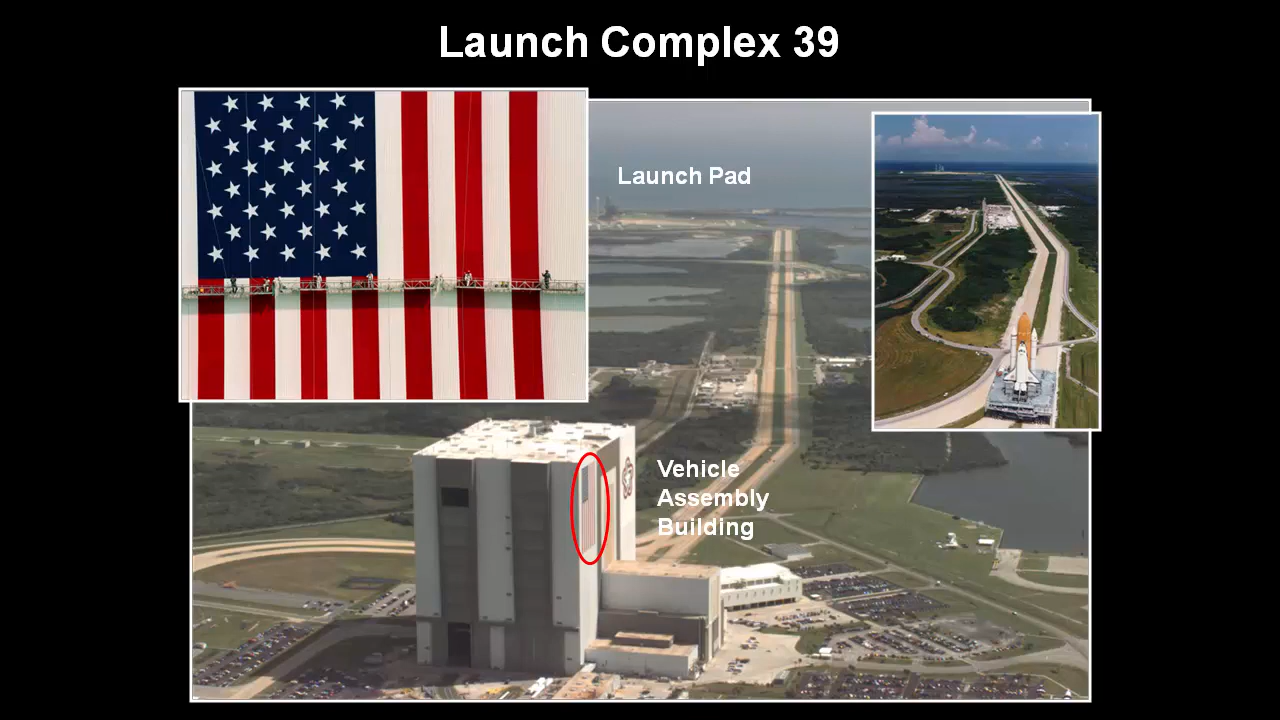 Launch Complex 39
Launch Pad
Vehicle
Assembly
Building